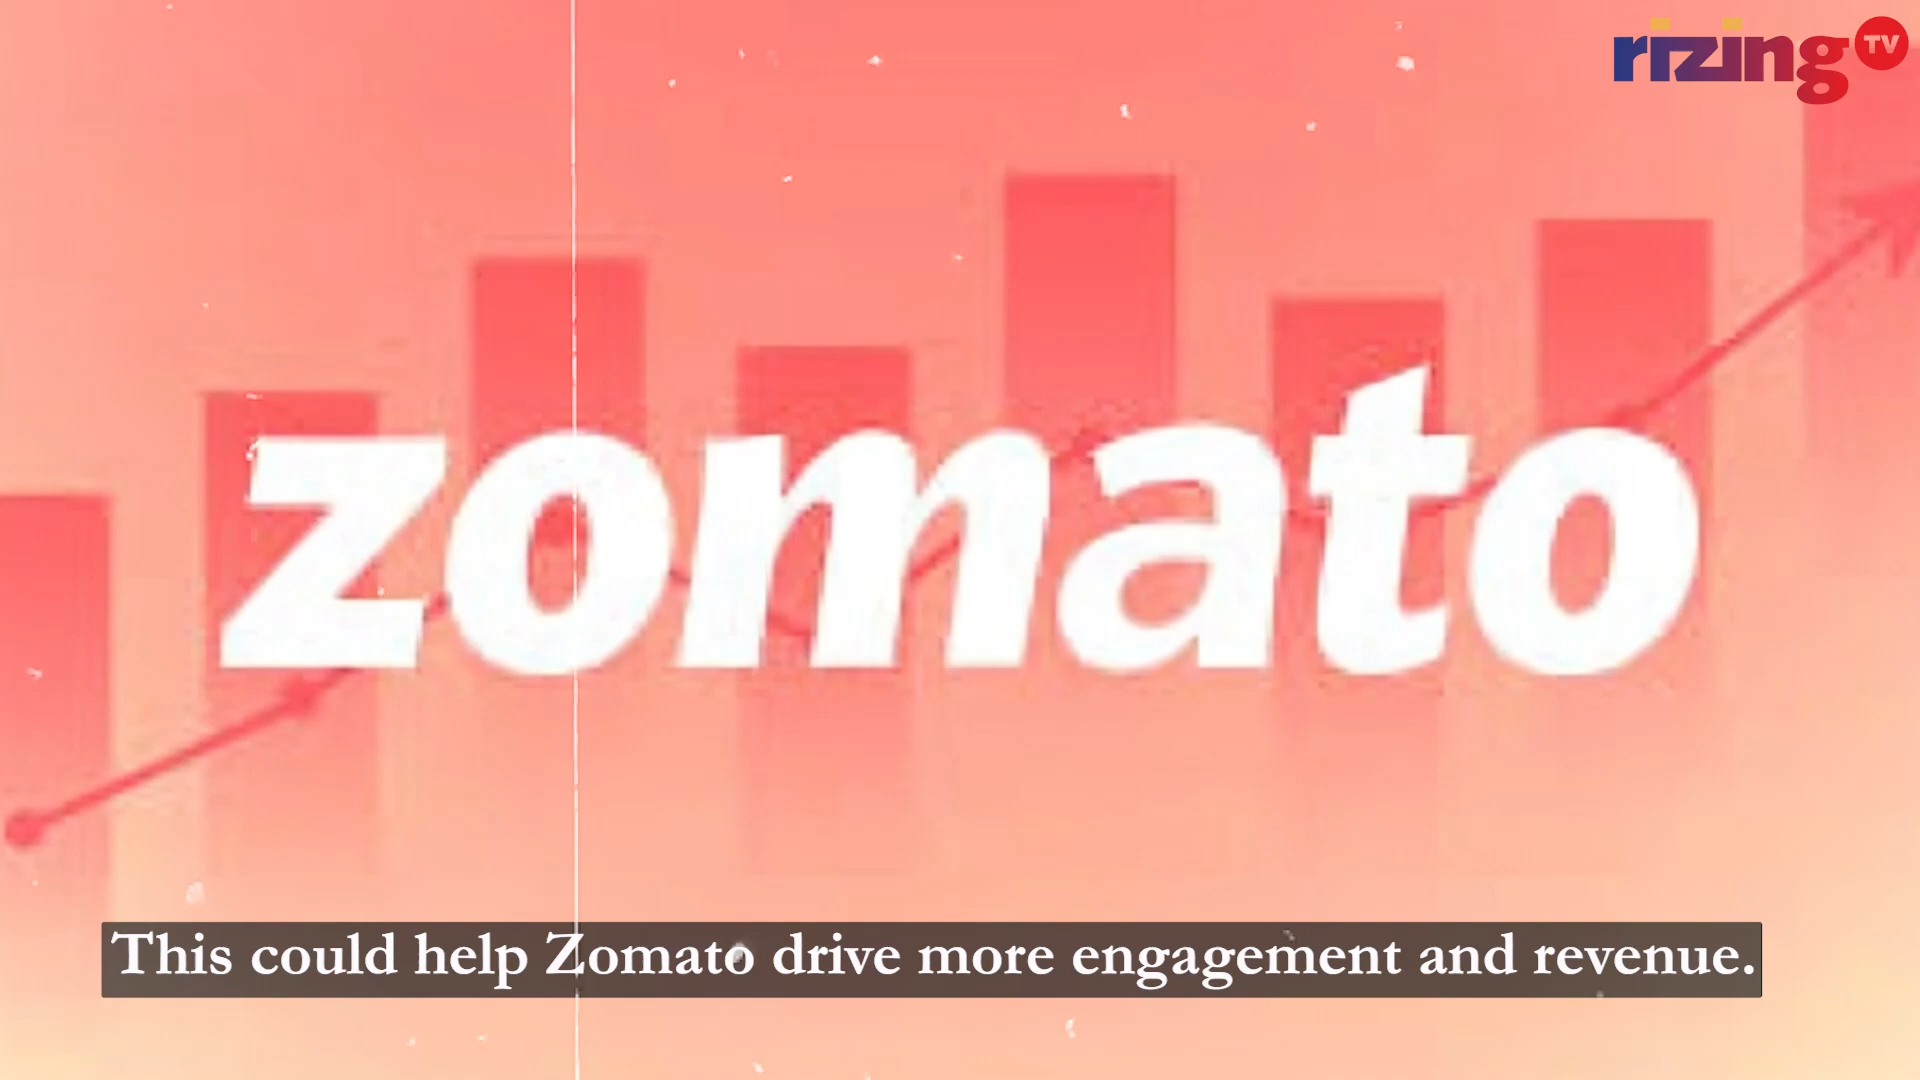 rizing TV
zomato
This could help Zomato drive more engagement and revenue.